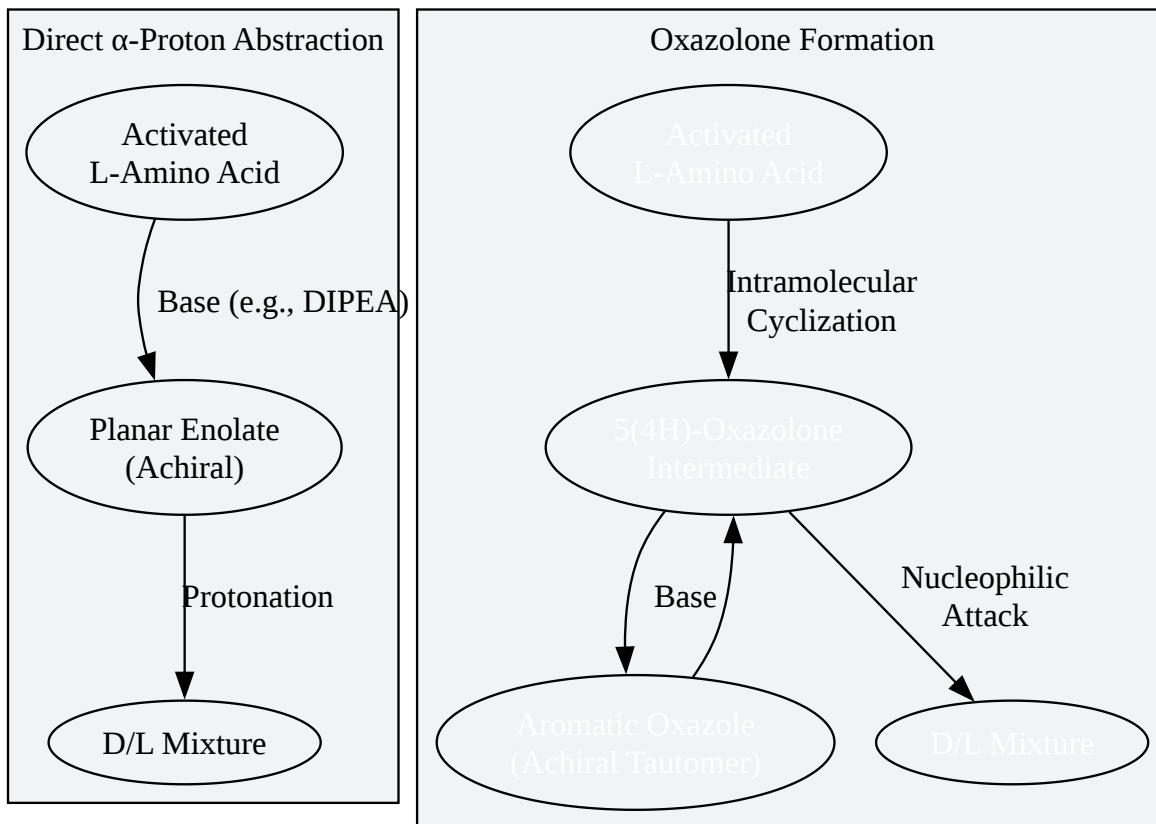 Direct α-Proton Abstraction
Activated
L-Amino Acid
Base (e.g., DIPEA)
Planar Enolate
(Achiral)
Protonation
D/L Mixture
Oxazolone Formation
Activated
L-Amino Acid
Intramolecular
Cyclization
5(4H)-Oxazolone
Intermediate
Base
Nucleophilic
Attack
Aromatic Oxazole
(Achiral Tautomer)
D/L Mixture